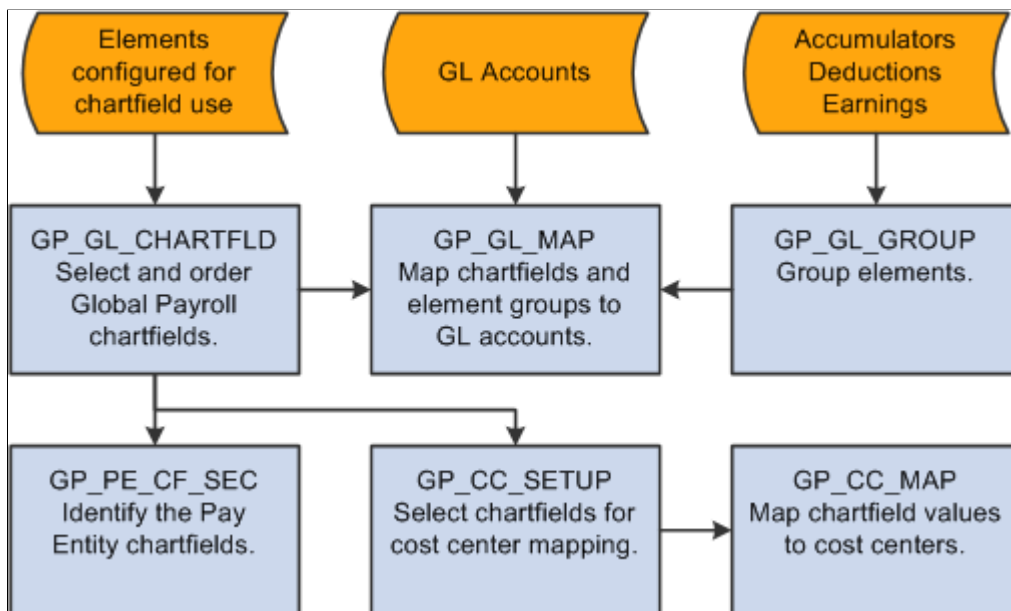 Elements
configured for
chartfield use
GL Accounts
Accumulators
Deductions
Earnings
GP_GL_CHARTFLD
Select and order
Global Payroll
chartfields.
GP_GL_MAP
Map chartfields and
element groups to
GL accounts.
GP_GL_GROUP
Group elements.
GP_PE_CF_SEC
Identify the Pay
Entity chartfields.
GP_CC_SETUP
Select chartfields for
cost center mapping.
GP_CC_MAP
Map chartfield values
to cost centers.